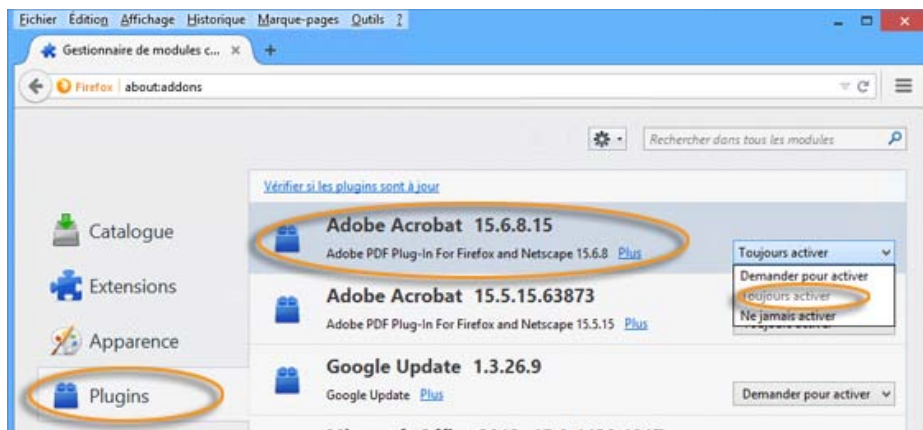 Fichier Édition Affichage Historique Marque-pages Outils ?
Gestionnaire de modules c... × +
Firefox about:addons
Rechercher dans tous les modules
Vérifier si les plugins sont à jour
Catalogue
Extensions
Apparence
Plugins
Adobe Acrobat 15.6.8.15
Adobe PDF Plug-In For Firefox and Netscape 15.6.8 Plus
Toujours activer
Demander pour activer
Toujours activer
Ne jamais activer
Adobe Acrobat 15.5.15.63873
Adobe PDF Plug-In For Firefox and Netscape 15.5.15 Plus
Toujours activer
Google Update 1.3.26.9
Google Update Plus
Demander pour activer